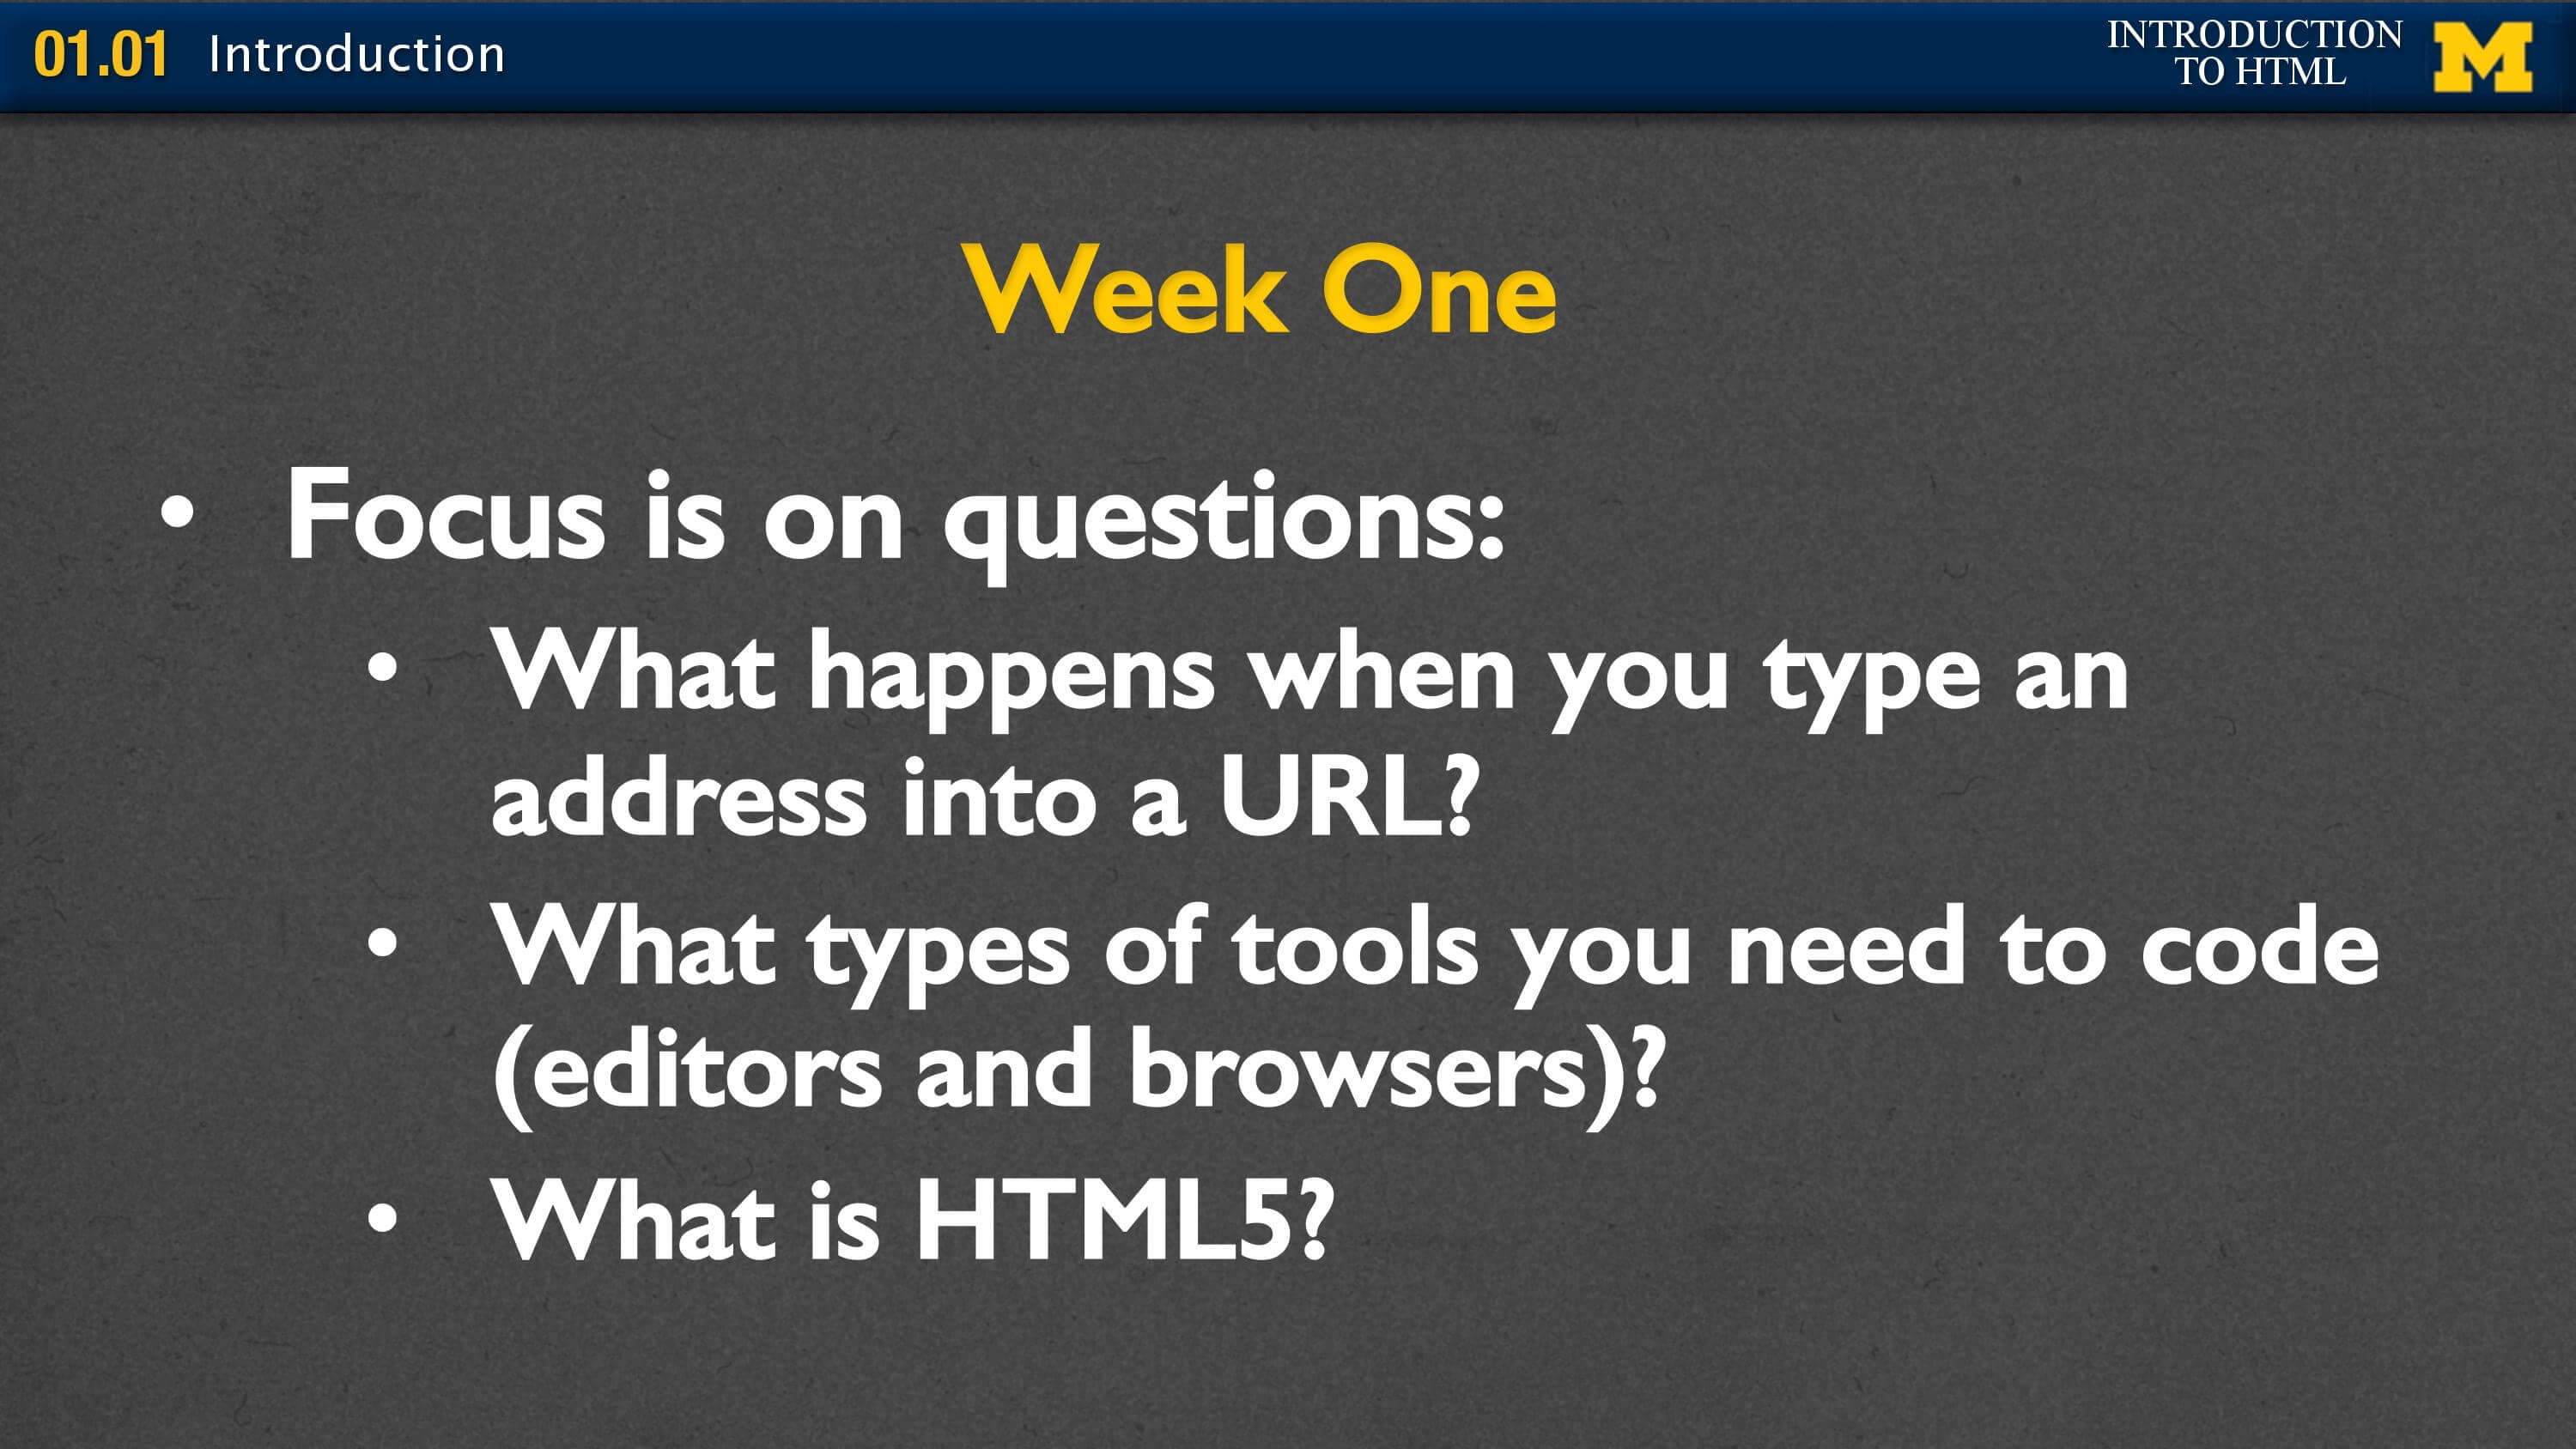 01.01 Introduction
INTRODUCTION
TO HTML
M
Week One
• Focus is on questions:
• What happens when you type an
address into a URL?
• What types of tools you need to code
(editors and browsers)?
• What is HTML5?